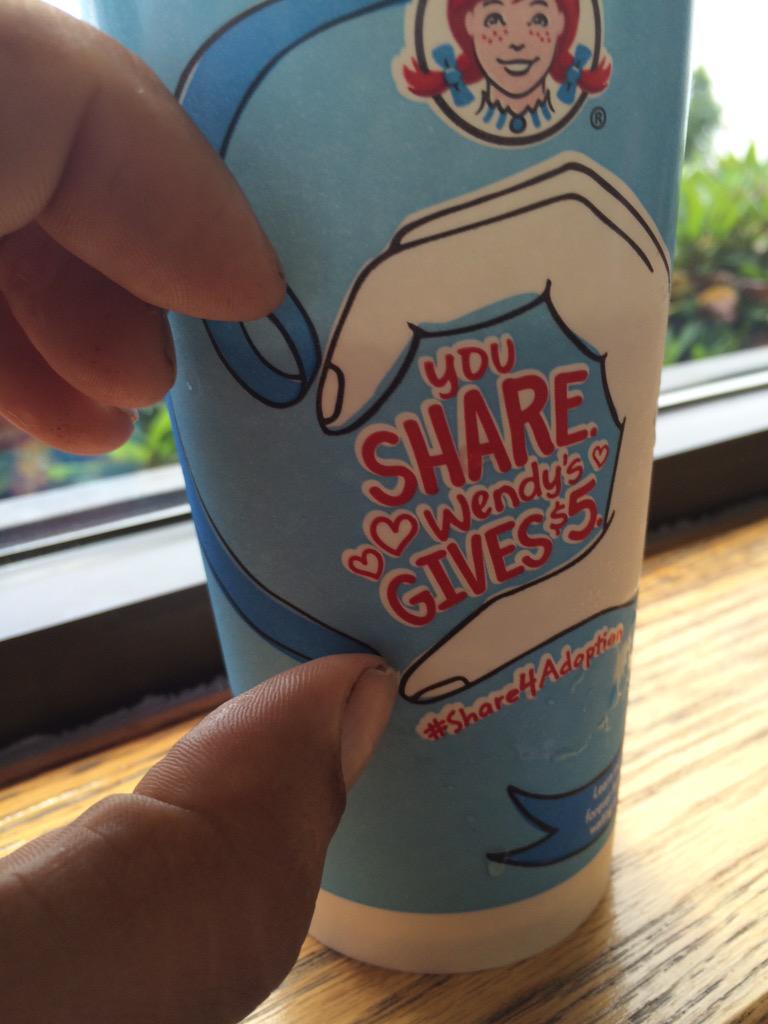 ®
YOU
SHARE.
Wendy's
GIVES $5.
#Share4Adoption